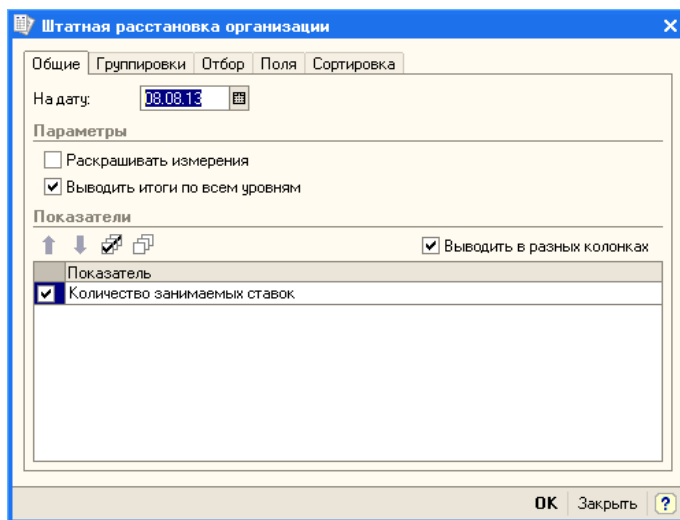 Штатная расстановка организации
Общие Группировки Отбор Поля Сортировка
На дату: 08.08.13
Параметры
Раскрашивать измерения
Выводить итоги по всем уровням
Показатели
Выводить в разных колонках
Показатель
Количество занимаемых ставок
OK Закрыть ?